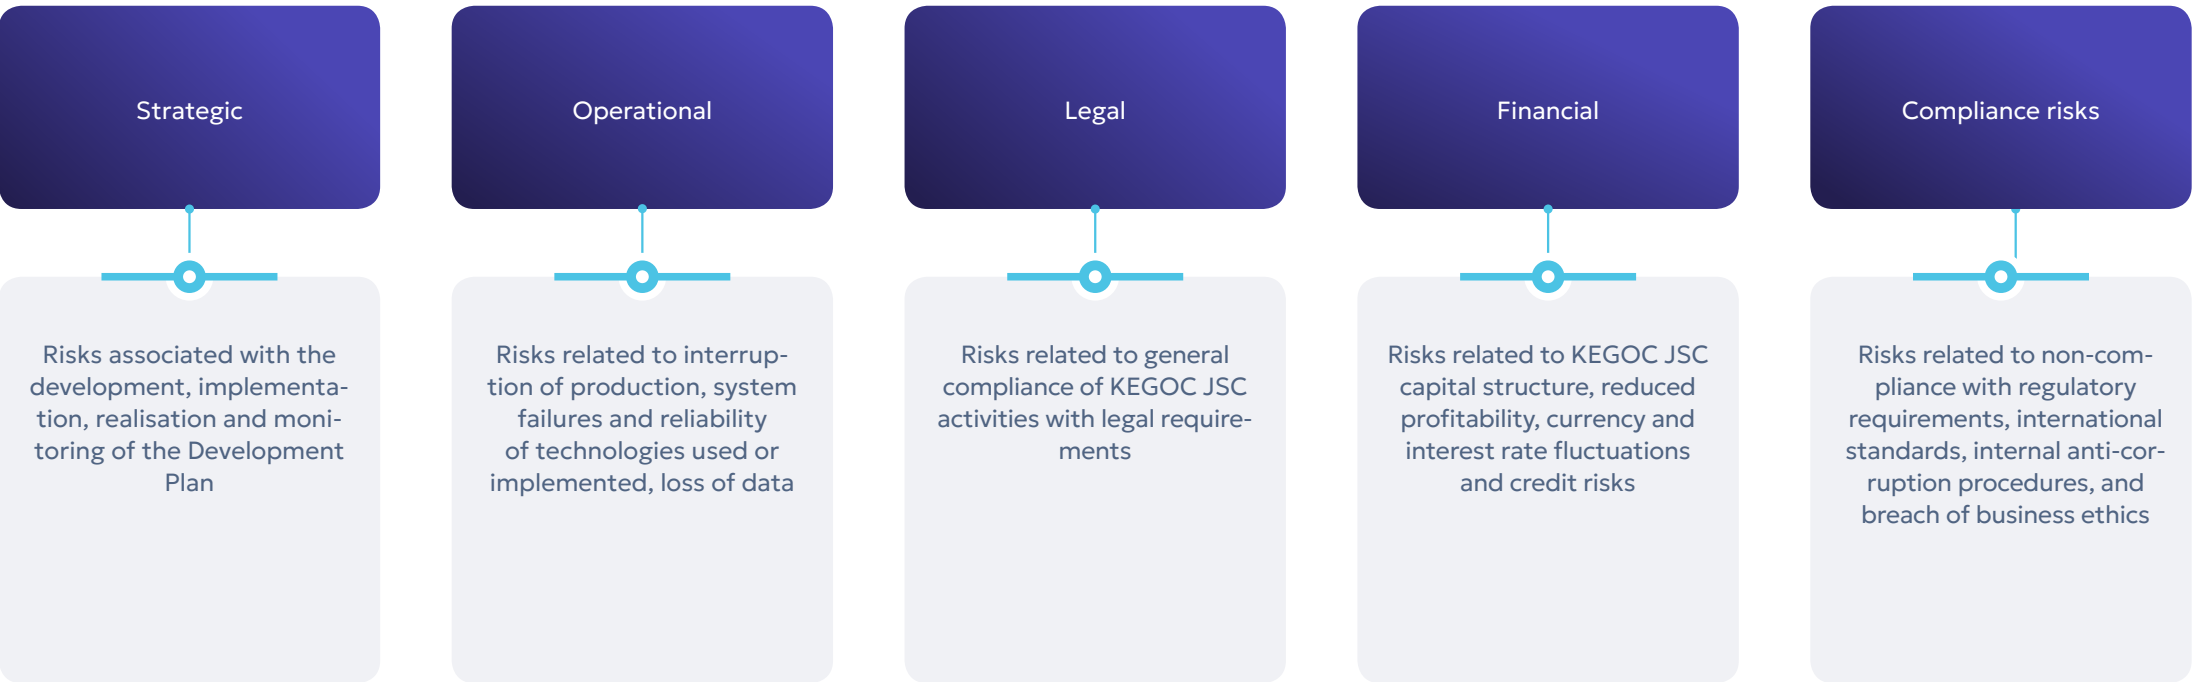 Strategic
Operational
Legal
Financial
Compliance risks
Risks associated with the
development, implementa-
tion, realisation and moni-
toring of the Development
Plan
Risks related to interrup-
tion of production, system
failures and reliability
of technologies used or
implemented, loss of data
Risks related to general
compliance of KEGOC JSC
activities with legal require-
ments
Risks related to KEGOC JSC
capital structure, reduced
profitability, currency and
interest rate fluctuations
and credit risks
Risks related to non-com-
pliance with regulatory
requirements, international
standards, internal anti-cor-
ruption procedures, and
breach of business ethics